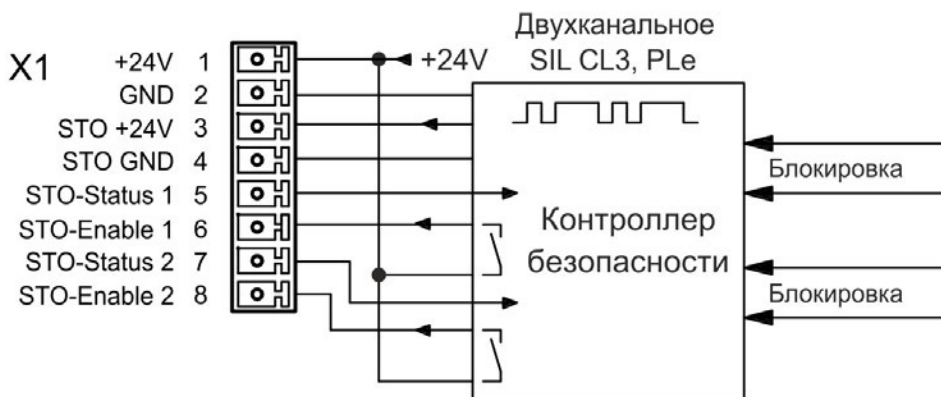 Двухканальное
SIL CL3, PLe
X1
+24V 1
+24V
GND 2
STO +24V 3
STO GND 4
STO-Status 1 5
STO-Enable 1 6
STO-Status 2 7
STO-Enable 2 8
Контроллер
безопасности
Блокировка
Блокировка